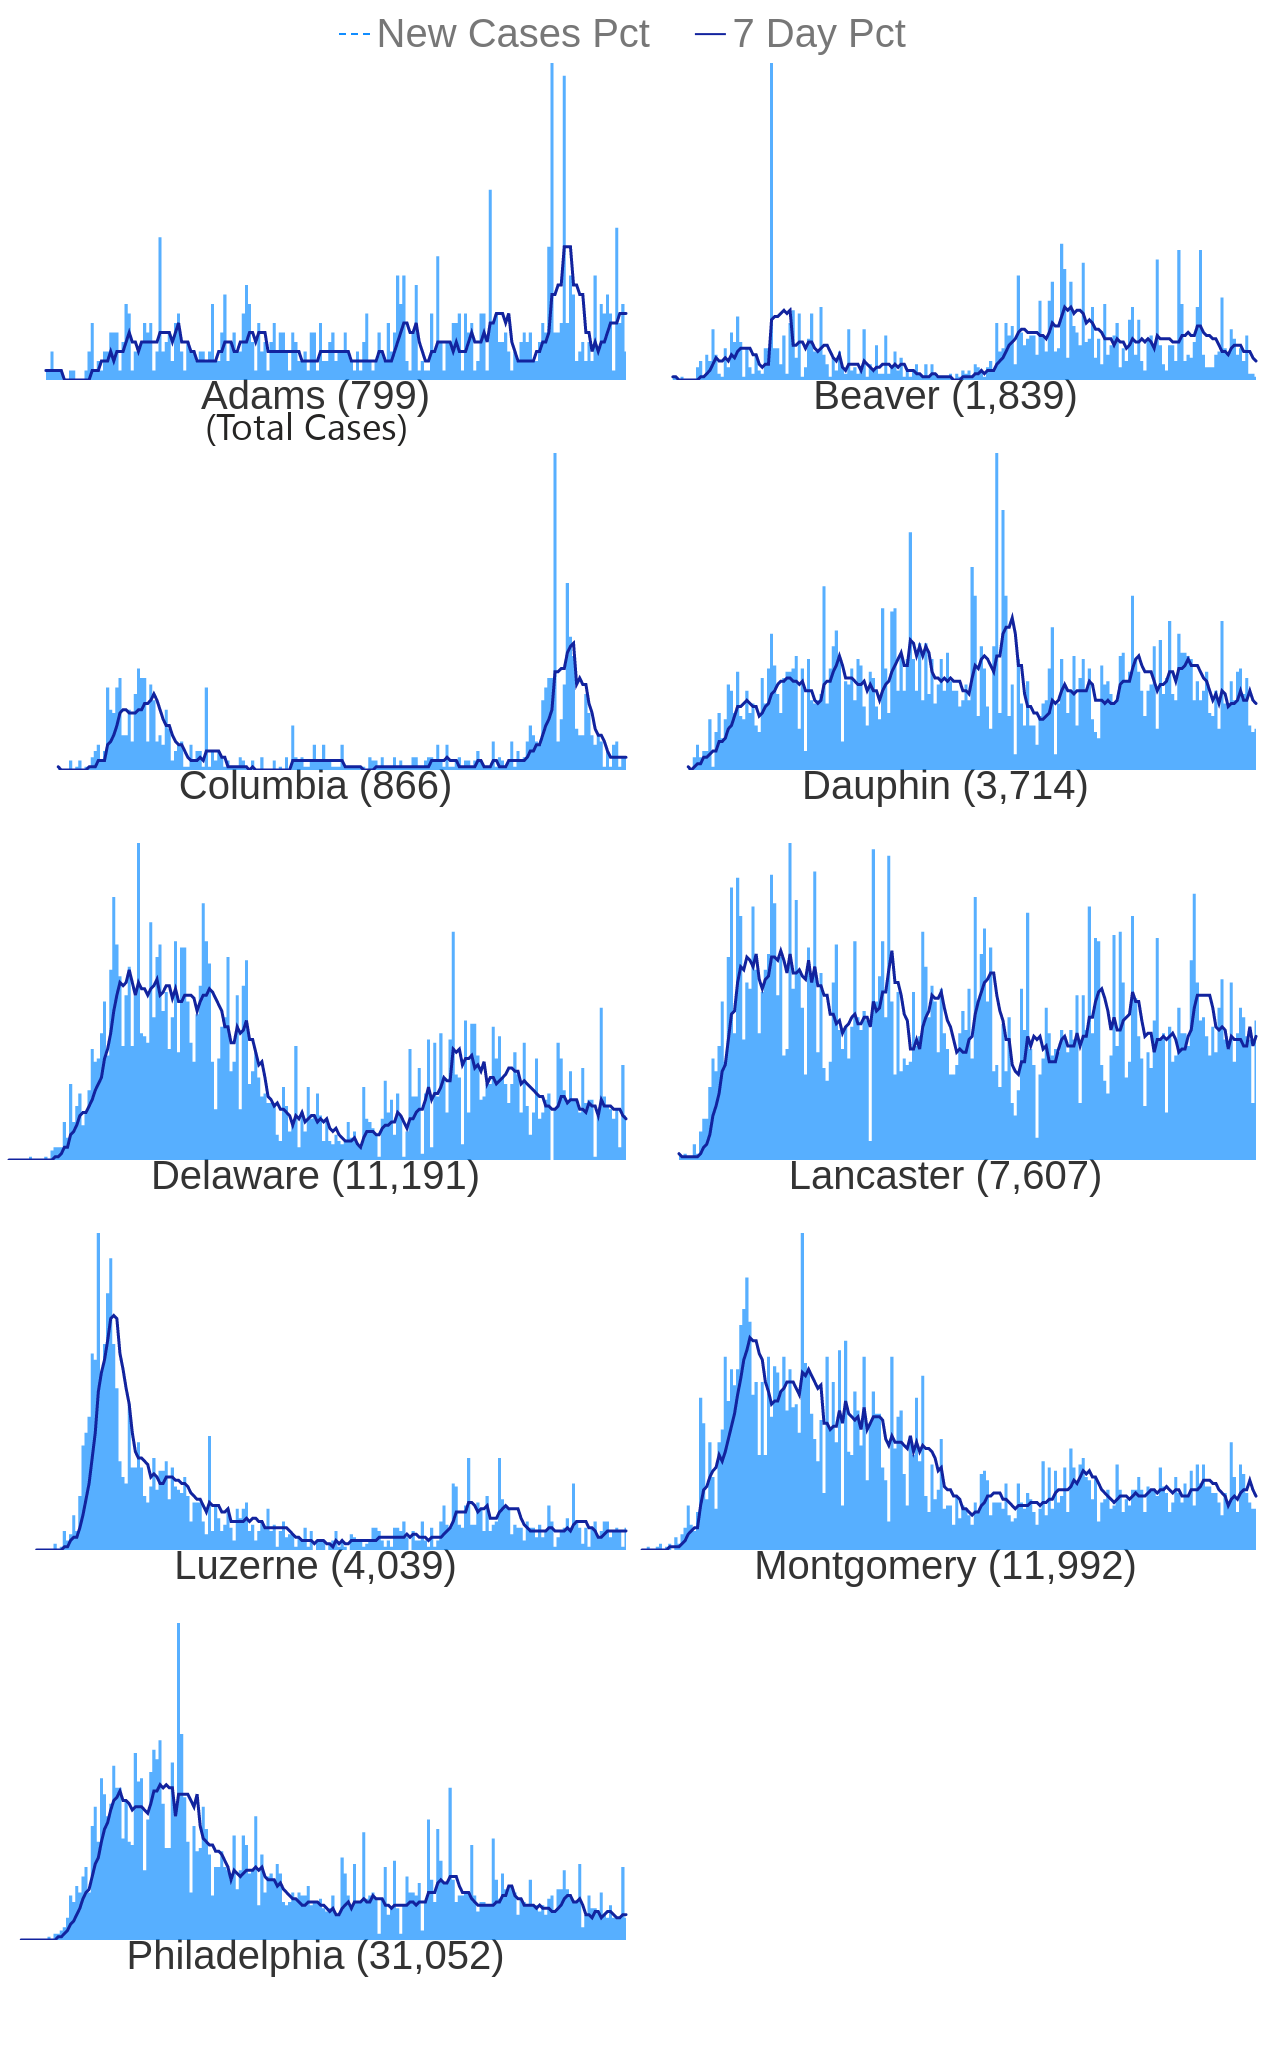 New Cases Pct 7 Day Pct
Adams (799) Beaver (1,839)
(Total Cases)
Columbia (866) Dauphin (3,714)
Delaware (11,191) Lancaster (7,607)
Luzerne (4,039) Montgomery (11,992)
Philadelphia (31,052)